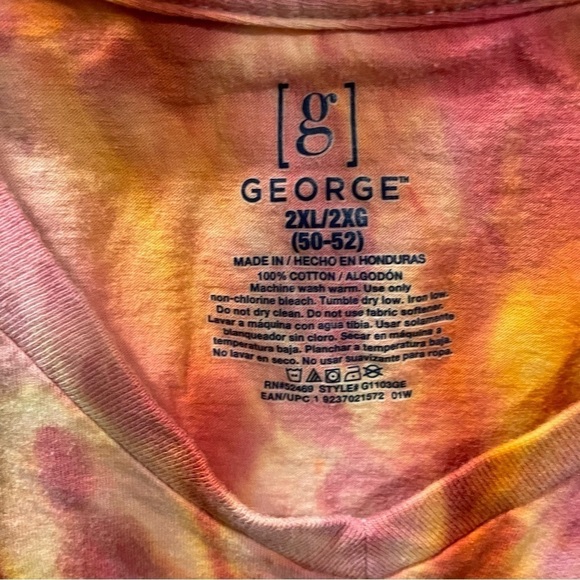 [g]
GEORGE™
2XL/2XG
(50-52)
MADE IN / HECHO EN HONDURAS
100% COTTON / ALGODÓN
Machine wash warm. Use only
non-chlorine bleach. Tumble dry low. Iron low.
Do not dry clean. Do not use fabric softener.
Lavar a máquina con agua tibia. Usar solamente
blanqueador sin cloro. Secar en máquina a
temperatura baja. Planchar a temperatura baja.
No lavar en seco. No usar suavizante para ropa.
RN#52469 STYLE# G1103GE
EAN/UPC 1 9237021572 01W